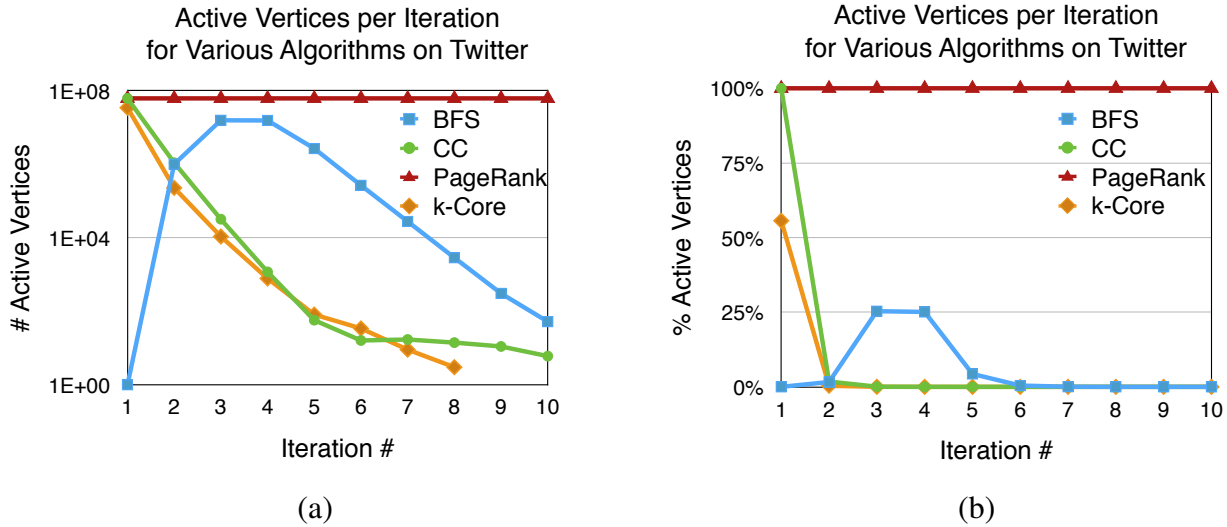 Active Vertices per Iteration
for Various Algorithms on Twitter
1E+08
1E+04
1E+00
# Active Vertices
BFS
CC
PageRank
k-Core
1 2 3 4 5 6 7 8 9 10
Iteration #
(a)
Active Vertices per Iteration
for Various Algorithms on Twitter
100%
75%
50%
25%
0%
% Active Vertices
BFS
CC
PageRank
k-Core
1 2 3 4 5 6 7 8 9 10
Iteration #
(b)